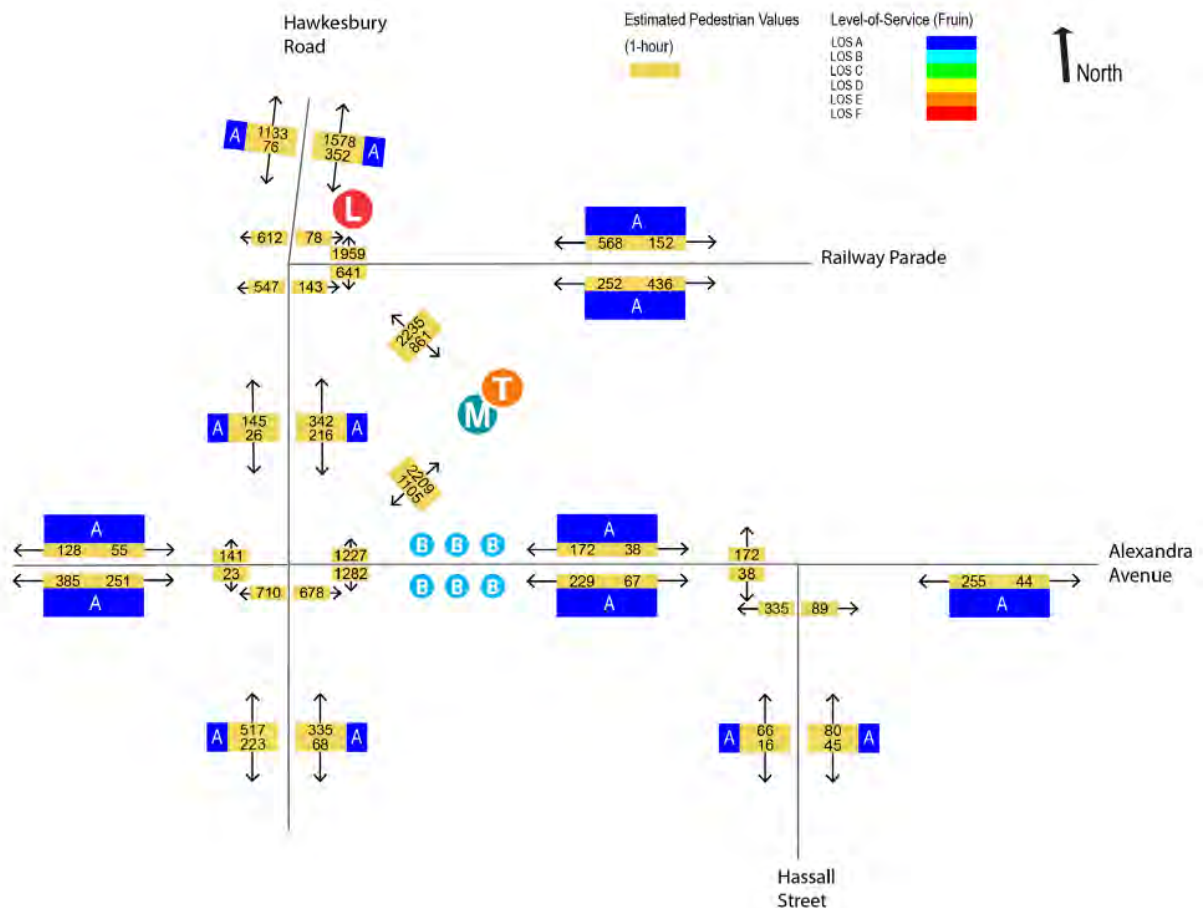 Hawkesbury
Road
Estimated Pedestrian Values
(1-hour)
Level-of-Service (Fruin)
LOS A
LOS B
LOS C
LOS D
LOS E
LOS F
North
A 1133
76
1578 A
352
L
612 78
1959
641
547 143
A
568 152
Railway Parade
252 436
A
2235
861
T
M
A 145
26
342 A
216
2209
1105
A
128 55
385 251
A
141
23
1227
1282
710 678
B B B
B B B
A
172 38
229 67
A
172
38
335 89
Alexandra
Avenue
255 44
A
A 517
223
335 A
68
A 66
16
80 A
45
Hassall
Street